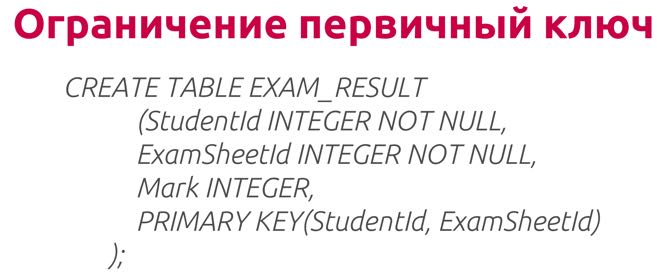 Ограничение первичный ключ
CREATE TABLE EXAM_RESULT
(StudentId INTEGER NOT NULL,
ExamSheetId INTEGER NOT NULL,
Mark INTEGER,
PRIMARY KEY(StudentId, ExamSheetId)
);